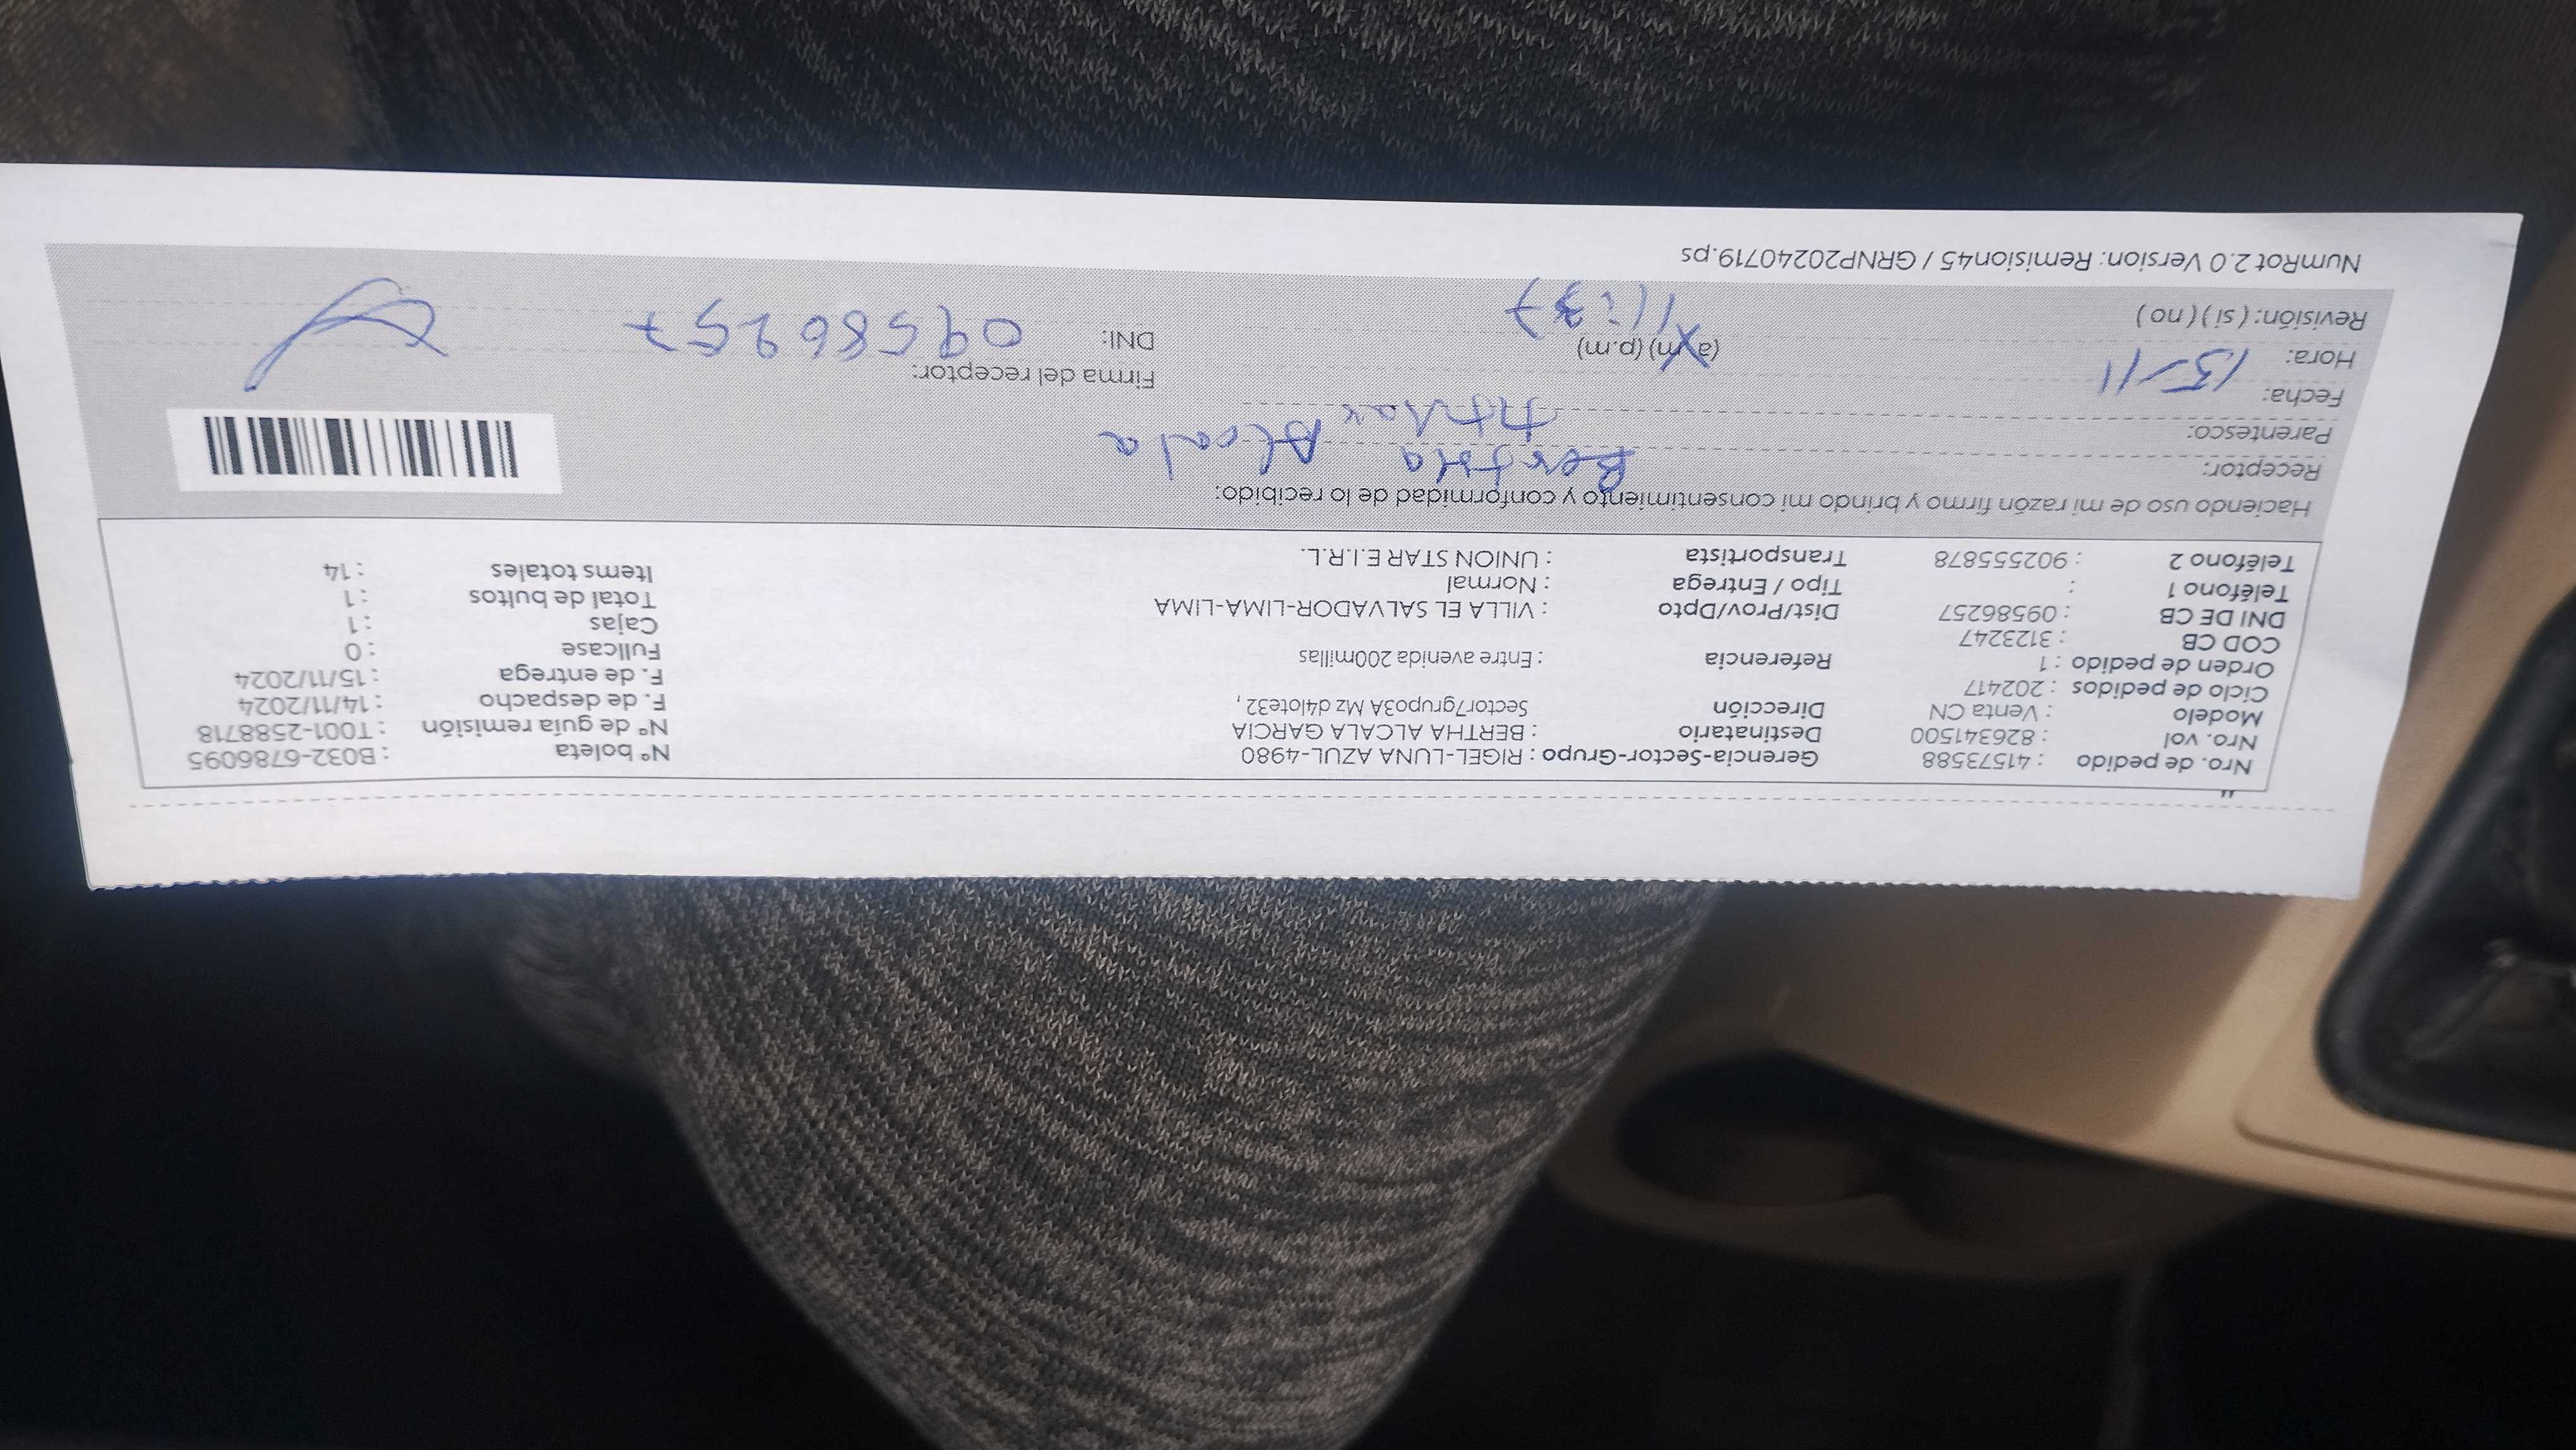 "
Nro. de pedido : 41573588 Gerencia-Sector-Grupo : RIGEL-LUNA AZUL-4980 Nº boleta : B032-6786095
Nro. vol : 826341500 Destinatario : BERTHA ALCALA GARCIA Nº de guía remisión : T001-2588718
Modelo : Venta CN Dirección Sector7grupo3A Mz d4lote32, F. de despacho : 14/11/2024
Ciclo de pedidos : 202417 F. de entrega : 15/11/2024
Orden de pedido : 1 Referencia : Entre avenida 200millas Fullcase : 0
COD CB : 3123247 Cajas : 1
DNI DE CB : 09586257 Dist/Prov/Dpto : VILLA EL SALVADOR-LIMA-LIMA Total de bultos : 1
Teléfono 1 : Tipo / Entrega : Normal Items totales : 14
Teléfono 2 : 902555878 Transportista : UNION STAR E.I.R.L.
Haciendo uso de mi razón firmo y brindo mi consentimiento y conformidad de lo recibido:
Receptor: Bertha Alcala
Parentesco: titular
Fecha: 15/11 Firma del receptor:
Hora: (a.m) (p.m) DNI: 09586257
Revisión: ( si ) ( no ) 11:37
NumRot 2.0 Version: Remision45 / GRNP20240719.ps